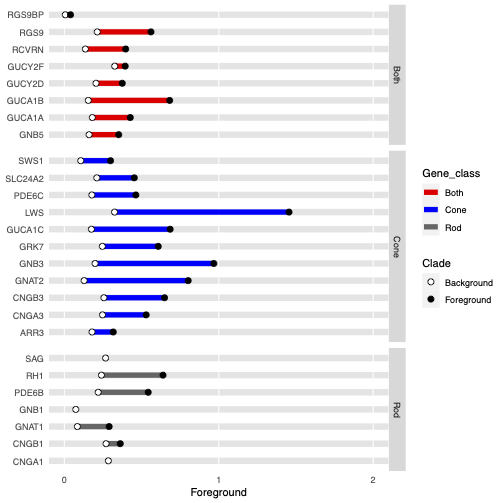 RGS9BP
RGS9
RCVRN
GUCY2F
GUCY2D
GUCA1B
GUCA1A
GNB5
Both
SWS1
SLC24A2
PDE6C
LWS
GUCA1C
GRK7
GNB3
GNAT2
CNGB3
CNGA3
ARR3
Cone
SAG
RH1
PDE6B
GNB1
GNAT1
CNGB1
CNGA1
Rod
0 1 2
Foreground
Gene_class
Both
Cone
Rod
Clade
Background
Foreground